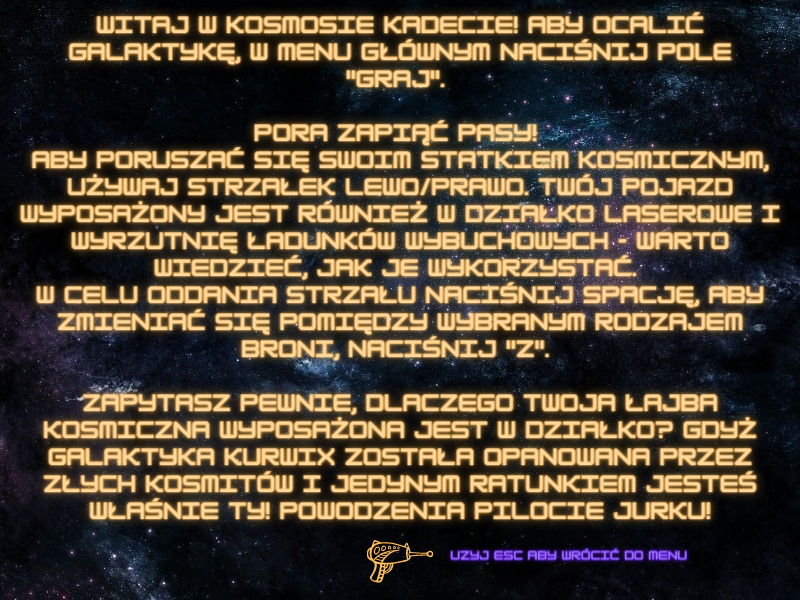 WITAJ W KOSMOSIE KADECIE! ABY OCALIĆ
GALAKTYKĘ, W MENU GŁÓWNYM NACIŚNIJ POLE
"GRAJ".
PORA ZAPIĄĆ PASY!
ABY PORUSZAĆ SIĘ SWOIM STATKIEM KOSMICZNYM,
UŻYWAJ STRZAŁEK LEWO/PRAWO. TWÓJ POJAZD
WYPOSAŻONY JEST RÓWNIEŻ W DZIAŁKO LASEROWE I
WYRZUTNIĘ ŁADUNKÓW WYBUCHOWYCH - WARTO
WIEDZIEĆ, JAK JE WYKORZYSTAĆ.
W CELU ODDANIA STRZAŁU NACIŚNIJ SPACJĘ, ABY
ZMIENIAĆ SIĘ POMIĘDZY WYBRANYM RODZAJEM
BRONI, NACIŚNIJ "Z".
ZAPYTASZ PEWNIE, DLACZEGO TWOJA ŁAJBA
KOSMICZNA WYPOSAŻONA JEST W DZIAŁKO? GDYŻ
GALAKTYKA KURWIX ZOSTAŁA OPANOWANA PRZEZ
ZŁYCH KOSMITÓW I JEDYNYM RATUNKIEM JESTEŚ
WŁAŚNIE TY! POWODZENIA PILOCIE JURKU!
UZYJ ESC ABY WRÓCIĆ DO MENU